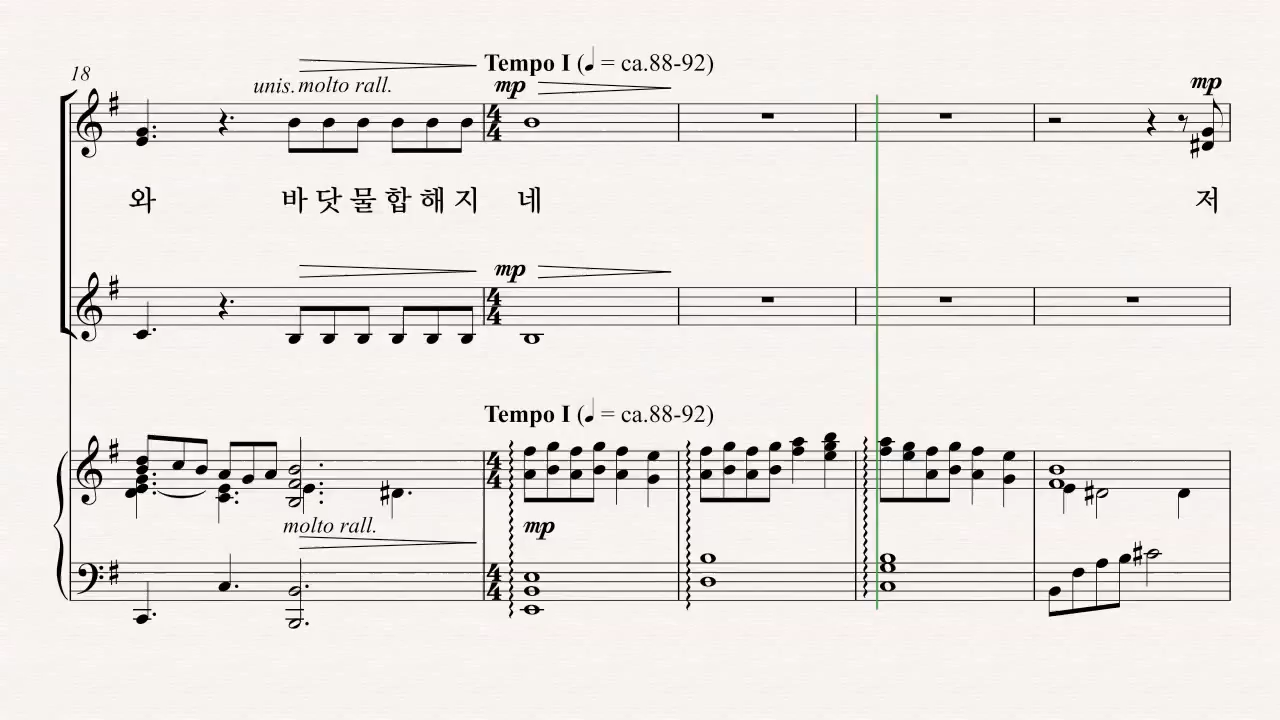 18
unis. molto rall.
Tempo I (♩ = ca.88-92)
mp
mp
와 바 닷 물 합 해 지 네 저
mp
Tempo I (♩ = ca.88-92)
molto rall.
mp